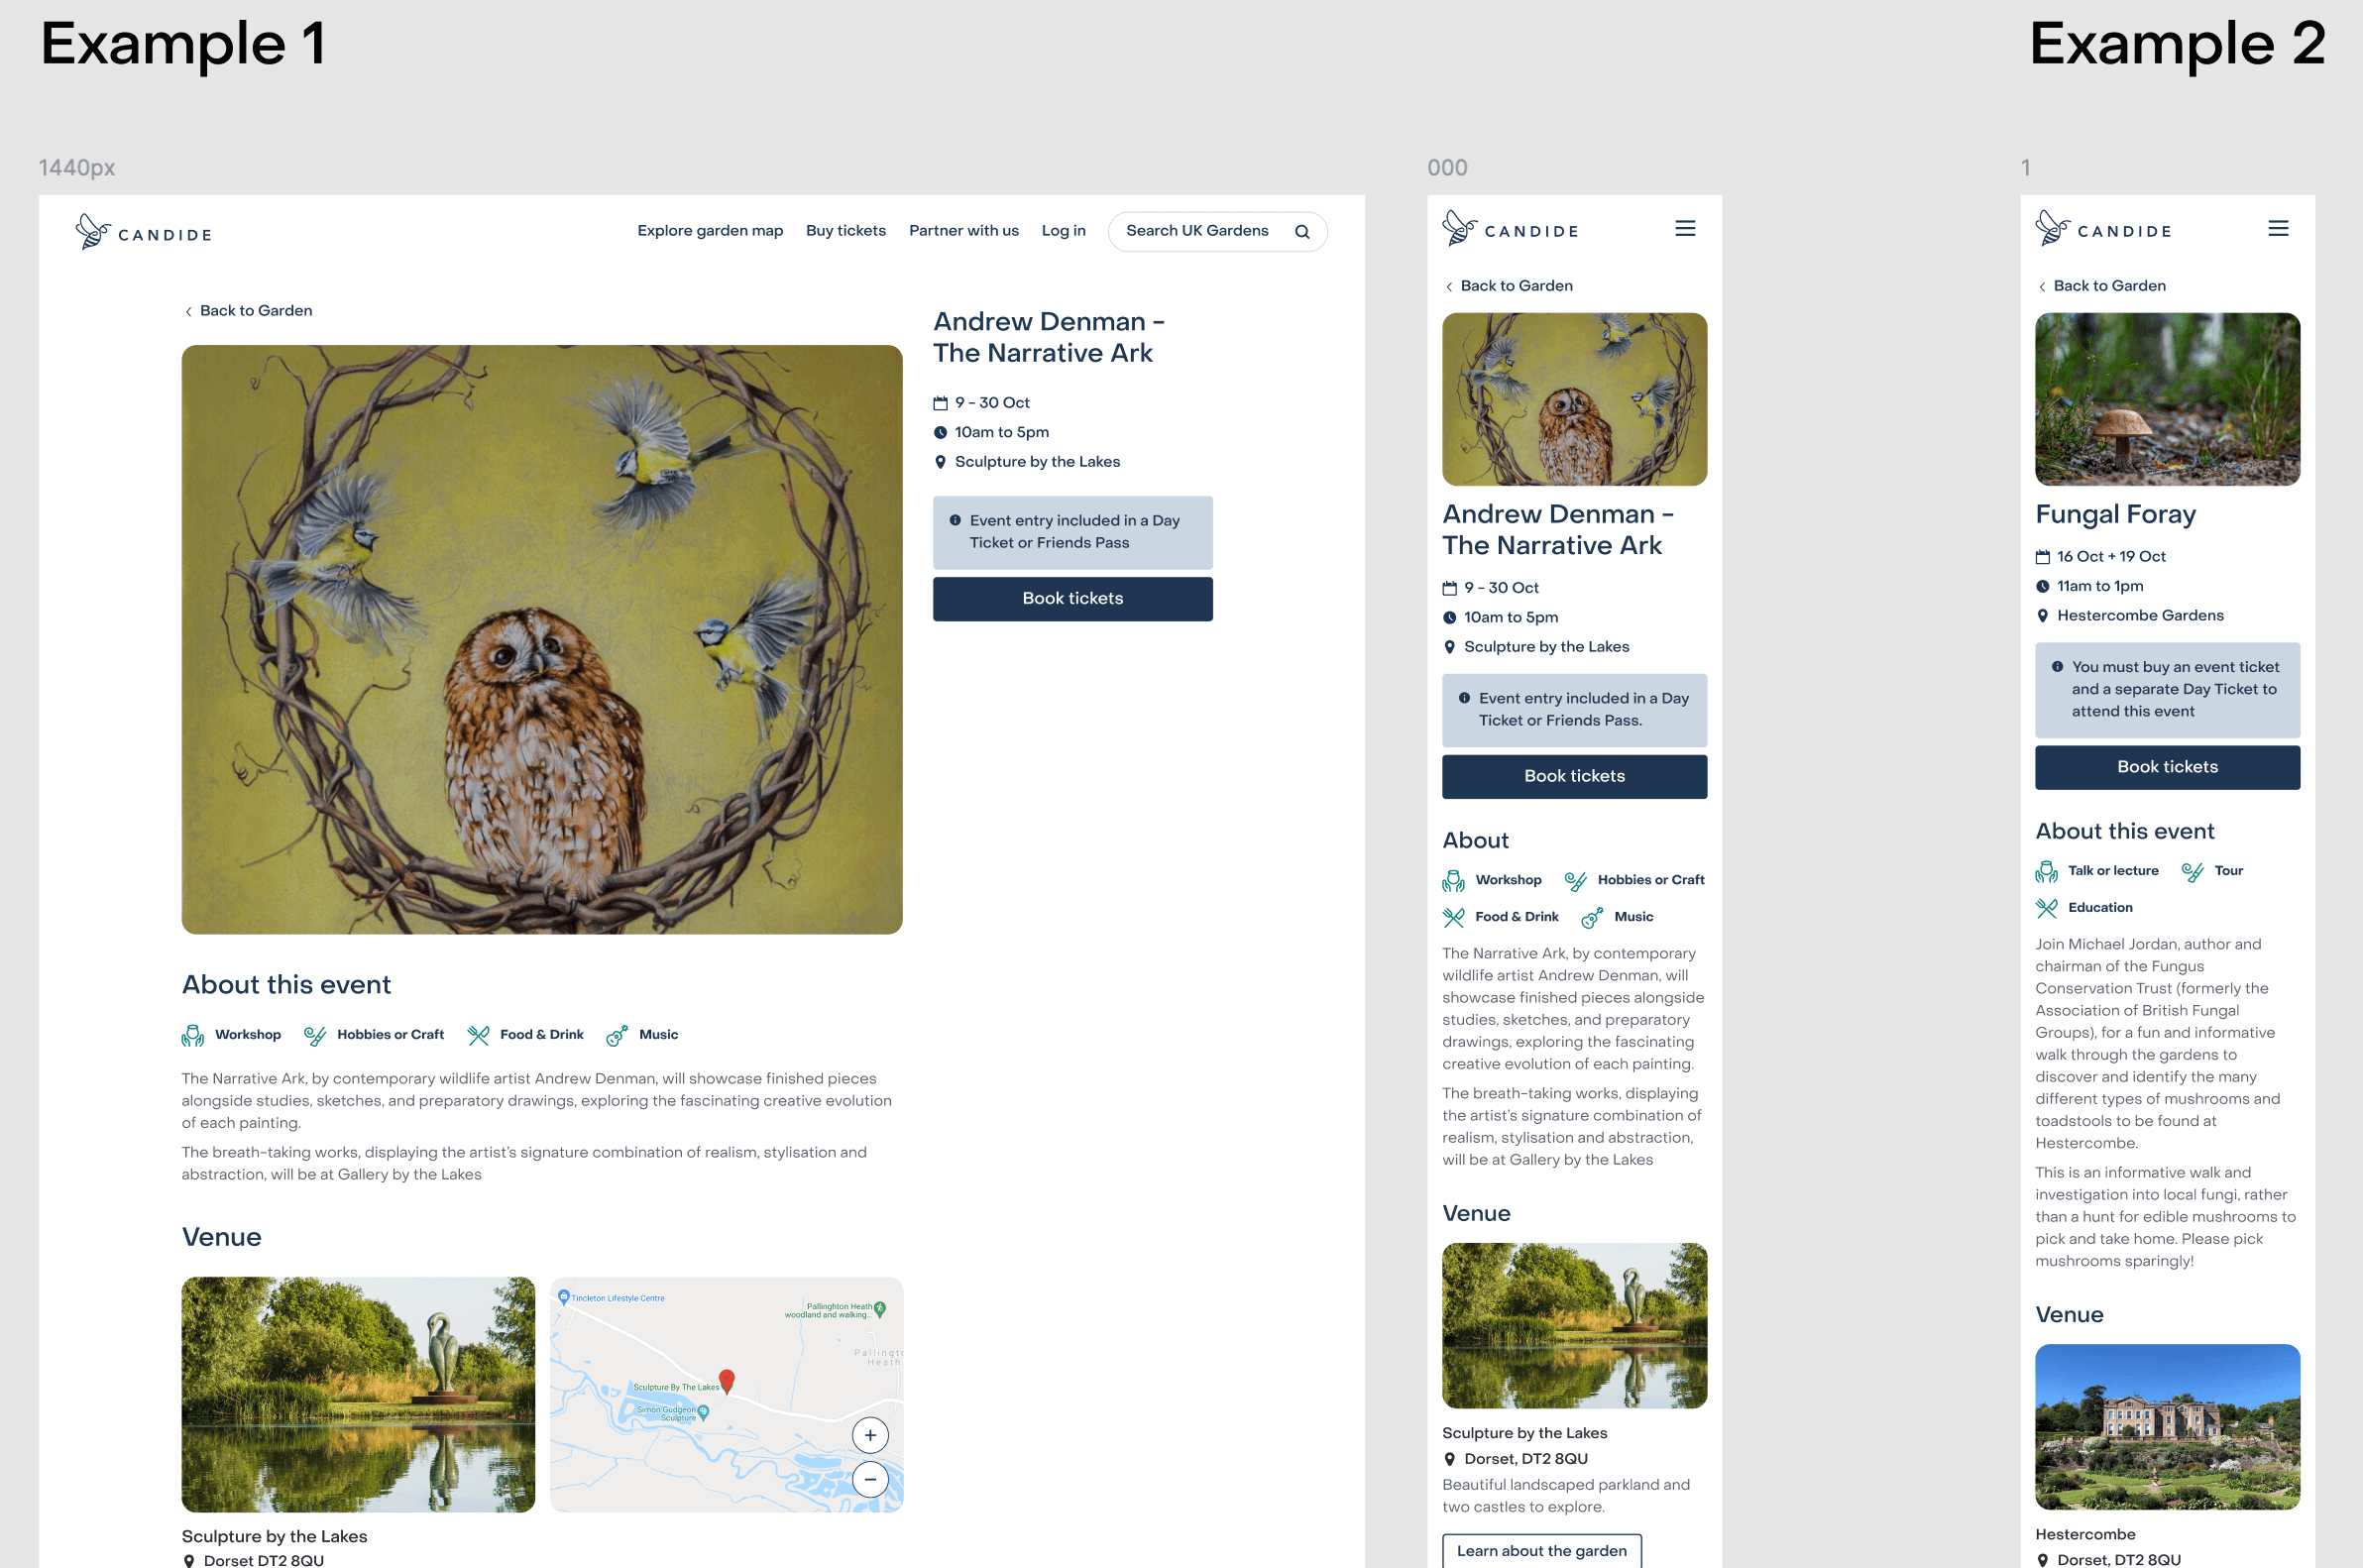 Example 1
Example 2
1440px
CANDIDE
Explore garden map
Buy tickets
Partner with us
Log in
Search UK Gardens
Back to Garden
Andrew Denman -
The Narrative Ark
9 - 30 Oct
10am to 5pm
Sculpture by the Lakes
Event entry included in a Day
Ticket or Friends Pass
Book tickets
About this event
Workshop
Hobbies or Craft
Food & Drink
Music
The Narrative Ark, by contemporary wildlife artist Andrew Denman, will showcase finished pieces
alongside studies, sketches, and preparatory drawings, exploring the fascinating creative evolution
of each painting.
The breath-taking works, displaying the artist's signature combination of realism, stylisation and
abstraction, will be at Gallery by the Lakes
Venue
Tincleton Lifestyle Centre
Pallinghton Heath
woodland and walking...
Pallingto
Heath
Sculpture By The Lakes
Simon Gudgeon
Sculpture
+
−
Sculpture by the Lakes
Dorset DT2 8QU
000
CANDIDE
Back to Garden
Andrew Denman -
The Narrative Ark
9 - 30 Oct
10am to 5pm
Sculpture by the Lakes
Event entry included in a Day
Ticket or Friends Pass.
Book tickets
About
Workshop
Hobbies or Craft
Food & Drink
Music
The Narrative Ark, by contemporary
wildlife artist Andrew Denman, will
showcase finished pieces alongside
studies, sketches, and preparatory
drawings, exploring the fascinating
creative evolution of each painting.
The breath-taking works, displaying
the artist's signature combination of
realism, stylisation and abstraction,
will be at Gallery by the Lakes
Venue
Sculpture by the Lakes
Dorset, DT2 8QU
Beautiful landscaped parkland and
two castles to explore.
Learn about the garden
1
CANDIDE
Back to Garden
Fungal Foray
16 Oct + 19 Oct
11am to 1pm
Hestercombe Gardens
You must buy an event ticket
and a separate Day Ticket to
attend this event
Book tickets
About this event
Talk or lecture
Tour
Education
Join Michael Jordan, author and
chairman of the Fungus
Conservation Trust (formerly the
Association of British Fungal
Groups), for a fun and informative
walk through the gardens to
discover and identify the many
different types of mushrooms and
toadstools to be found at
Hestercombe.
This is an informative walk and
investigation into local fungi, rather
than a hunt for edible mushrooms to
pick and take home. Please pick
mushrooms sparingly!
Venue
Hestercombe
Dorset, DT2 8QU